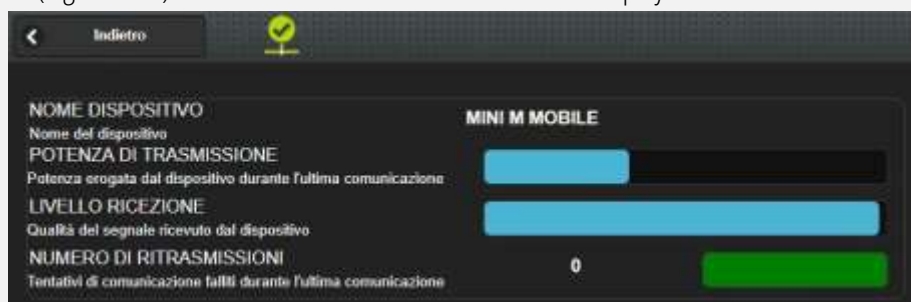 Indietro
NOME DISPOSITIVO
MINI M MOBILE
Nome del dispositivo
POTENZA DI TRASMISSIONE
Potenza erogata dal dispositivo durante l'ultima comunicazione
LIVELLO RICEZIONE
Qualità del segnale ricevuto dal dispositivo
NUMERO DI RITRASMISSIONI
0
Tentativi di comunicazione falliti durante l'ultima comunicazione